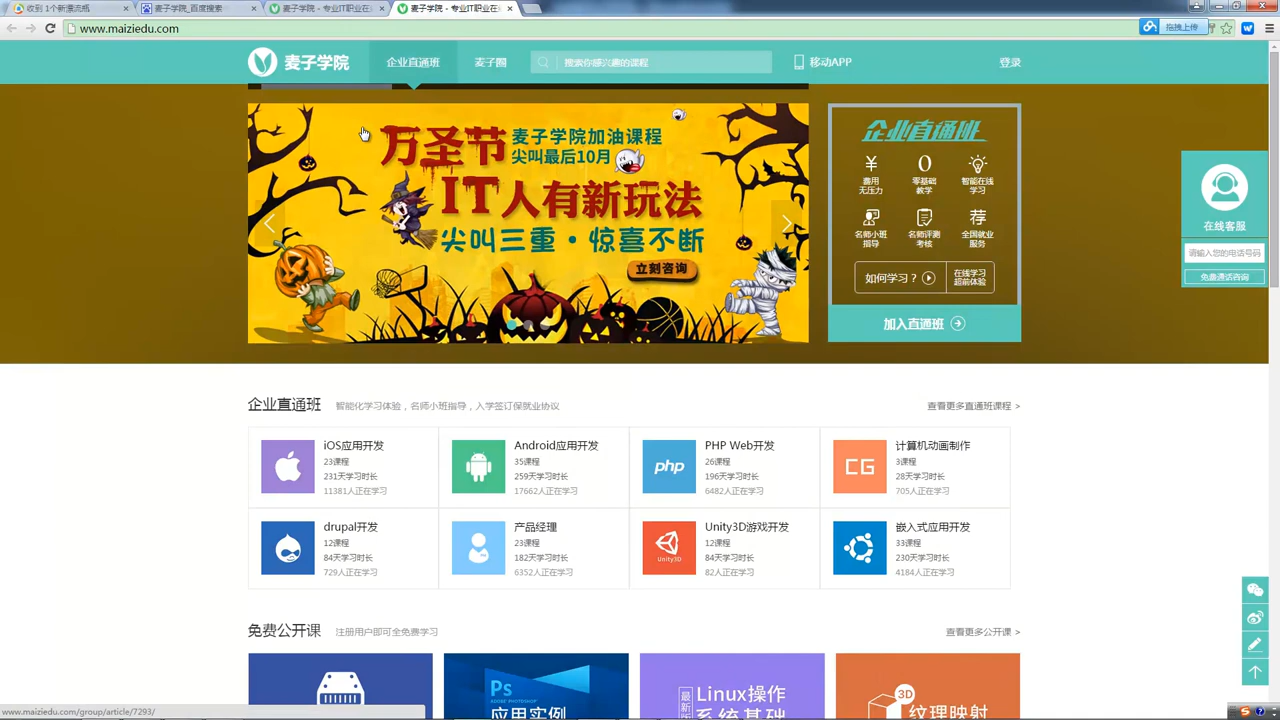 收到 1个新漂流瓶
麦子学院_百度搜索
麦子学院 - 专业IT职业在
麦子学院 - 专业IT职业在
www.maiziedu.com
拖拽上传
麦子学院
企业直通班
麦子圈
搜索你感兴趣的课程
移动APP
登录
万圣节
麦子学院加油课程
尖叫最后10月
IT人有新玩法
尖叫三重·惊喜不断
立刻咨询
企业直通班
费用
无压力
零基础
教学
智能在线
学习
名师小班
指导
名师评测
考核
荐
全国就业
服务
如何学习？
在线学习
超前体验
加入直通班
在线客服
请输入您的电话号码
免费通话咨询
企业直通班
智能化学习体验，名师小班指导，入学签订保就业协议
查看更多直通班课程 >
iOS应用开发
23课程
231天学习时长
11381人正在学习
Android应用开发
35课程
259天学习时长
17662人正在学习
php
PHP Web开发
26课程
196天学习时长
6482人正在学习
CG
计算机动画制作
3课程
28天学习时长
705人正在学习
drupal开发
12课程
84天学习时长
729人正在学习
产品经理
23课程
182天学习时长
6352人正在学习
Unity3D
Unity3D游戏开发
12课程
84天学习时长
82人正在学习
嵌入式应用开发
33课程
230天学习时长
4184人正在学习
免费公开课
注册用户即可全免费学习
查看更多公开课 >
Ps
ADOBE PHOTOSHOP
应用实例
最新版
Linux操作
系统基础
3D
纹理映射
www.maiziedu.com/group/article/7293/